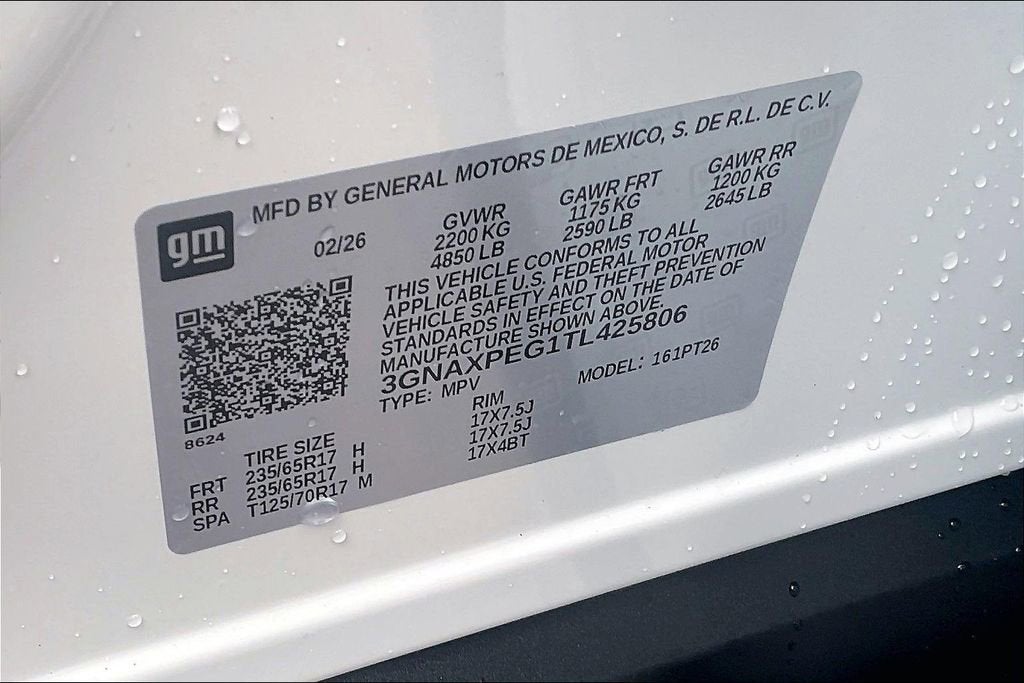 MFD BY GENERAL MOTORS DE MEXICO, S. DE R.L. DE C.V.
gm
02/26
GVWR
2200 KG
4850 LB
GAWR FRT
1175 KG
2590 LB
GAWR RR
1200 KG
2645 LB
THIS VEHICLE CONFORMS TO ALL
APPLICABLE U.S. FEDERAL MOTOR
VEHICLE SAFETY AND THEFT PREVENTION
STANDARDS IN EFFECT ON THE DATE OF
MANUFACTURE SHOWN ABOVE.
3GNAXPEG1TL425806
TYPE: MPV
MODEL: 161PT26
8624
TIRE SIZE RIM
FRT 235/65R17 H 17X7.5J
RR 235/65R17 H 17X7.5J
SPA T125/70R17 M 17X4BT